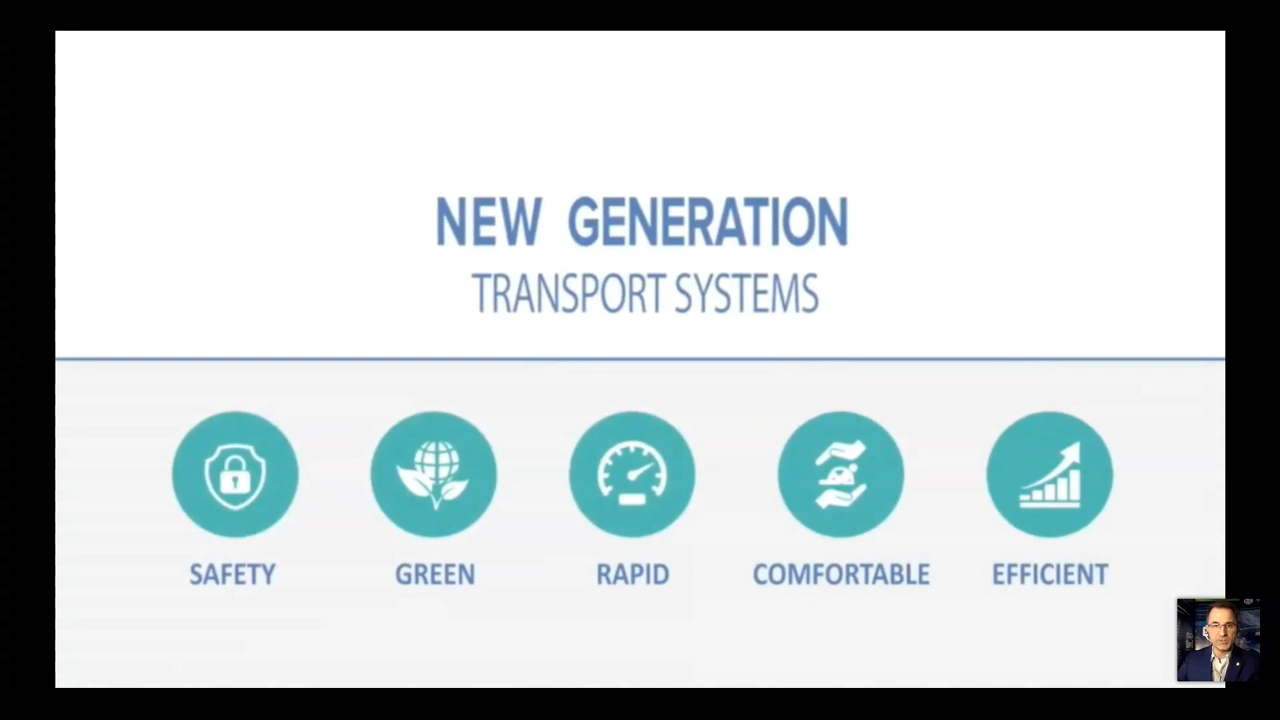 NEW GENERATION
TRANSPORT SYSTEMS
SAFETY
GREEN
RAPID
COMFORTABLE
EFFICIENT